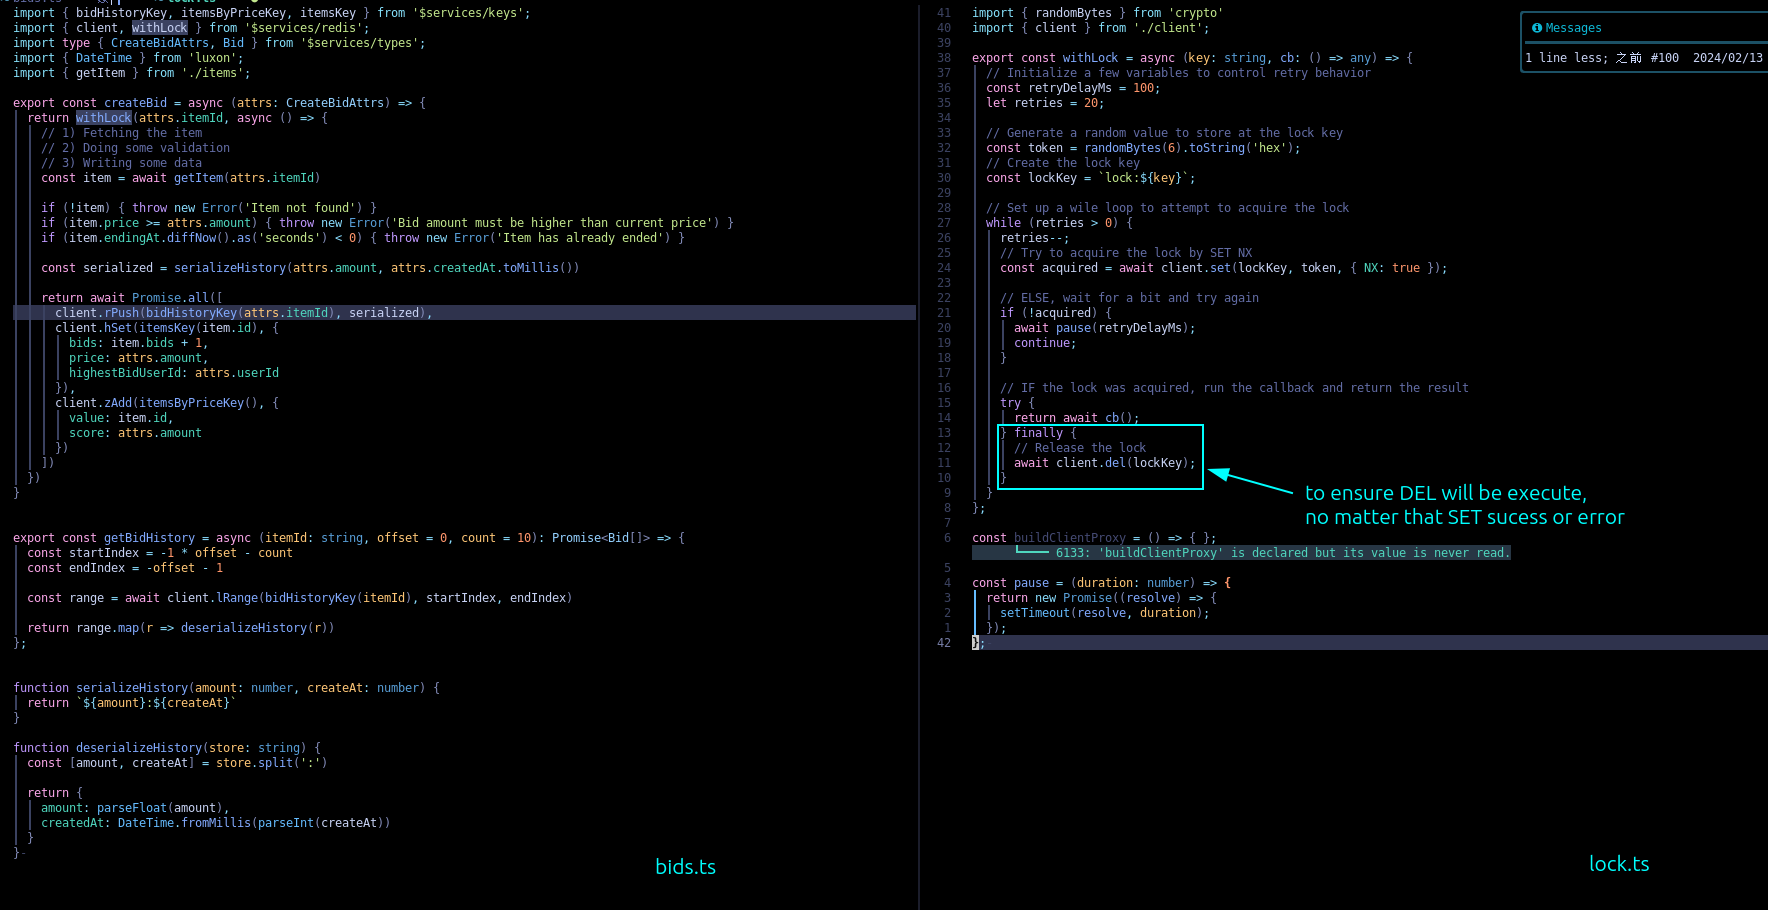 lock.ts
import { bidHistoryKey, itemsByPriceKey, itemsKey } from '$services/keys';
import { client, withLock } from '$services/redis';
import type { CreateBidAttrs, Bid } from '$services/types';
import { DateTime } from 'luxon';
import { getItem } from './items';
export const createBid = async (attrs: CreateBidAttrs) => {
return withLock(attrs.itemId, async () => {
// 1) Fetching the item
// 2) Doing some validation
// 3) Writing some data
const item = await getItem(attrs.itemId)
if (!item) { throw new Error('Item not found') }
if (item.price >= attrs.amount) { throw new Error('Bid amount must be higher than current price') }
if (item.endingAt.diffNow().as('seconds') < 0) { throw new Error('Item has already ended') }
const serialized = serializeHistory(attrs.amount, attrs.createdAt.toMillis())
return await Promise.all([
client.rPush(bidHistoryKey(attrs.itemId), serialized),
client.hSet(itemsKey(item.id), {
bids: item.bids + 1,
price: attrs.amount,
highestBidUserId: attrs.userId
}),
client.zAdd(itemsByPriceKey(), {
value: item.id,
score: attrs.amount
})
])
})
}
export const getBidHistory = async (itemId: string, offset = 0, count = 10): Promise<Bid[]> => {
const startIndex = -1 * offset - count
const endIndex = -offset - 1
const range = await client.lRange(bidHistoryKey(itemId), startIndex, endIndex)
return range.map(r => deserializeHistory(r))
};
function serializeHistory(amount: number, createAt: number) {
return `${amount}:${createAt}`
}
function deserializeHistory(store: string) {
const [amount, createAt] = store.split(':')
return {
amount: parseFloat(amount),
createdAt: DateTime.fromMillis(parseInt(createAt))
}
}-
bids.ts
41 import { randomBytes } from 'crypto'
40 import { client } from './client';
39
38 export const withLock = async (key: string, cb: () => any) => {
37 // Initialize a few variables to control retry behavior
36 const retryDelayMs = 100;
35 let retries = 20;
34
33 // Generate a random value to store at the lock key
32 const token = randomBytes(6).toString('hex');
31 // Create the lock key
30 const lockKey = `lock:${key}`;
29
28 // Set up a wile loop to attempt to acquire the lock
27 while (retries > 0) {
26 retries--;
25 // Try to acquire the lock by SET NX
24 const acquired = await client.set(lockKey, token, { NX: true });
23
22 // ELSE, wait for a bit and try again
21 if (!acquired) {
20 await pause(retryDelayMs);
19 continue;
18 }
17
16 // IF the lock was acquired, run the callback and return the result
15 try {
14 return await cb();
13 } finally {
12 // Release the lock
11 await client.del(lockKey);
10 }
9 }
8 };
7
6 const buildClientProxy = () => { };
6133: 'buildClientProxy' is declared but its value is never read.
5
4 const pause = (duration: number) => {
3 return new Promise((resolve) => {
2 setTimeout(resolve, duration);
1 });
42 };
Messages
1 line less; 之前 #100 2024/02/13
to ensure DEL will be execute,
no matter that SET sucess or error
lock.ts